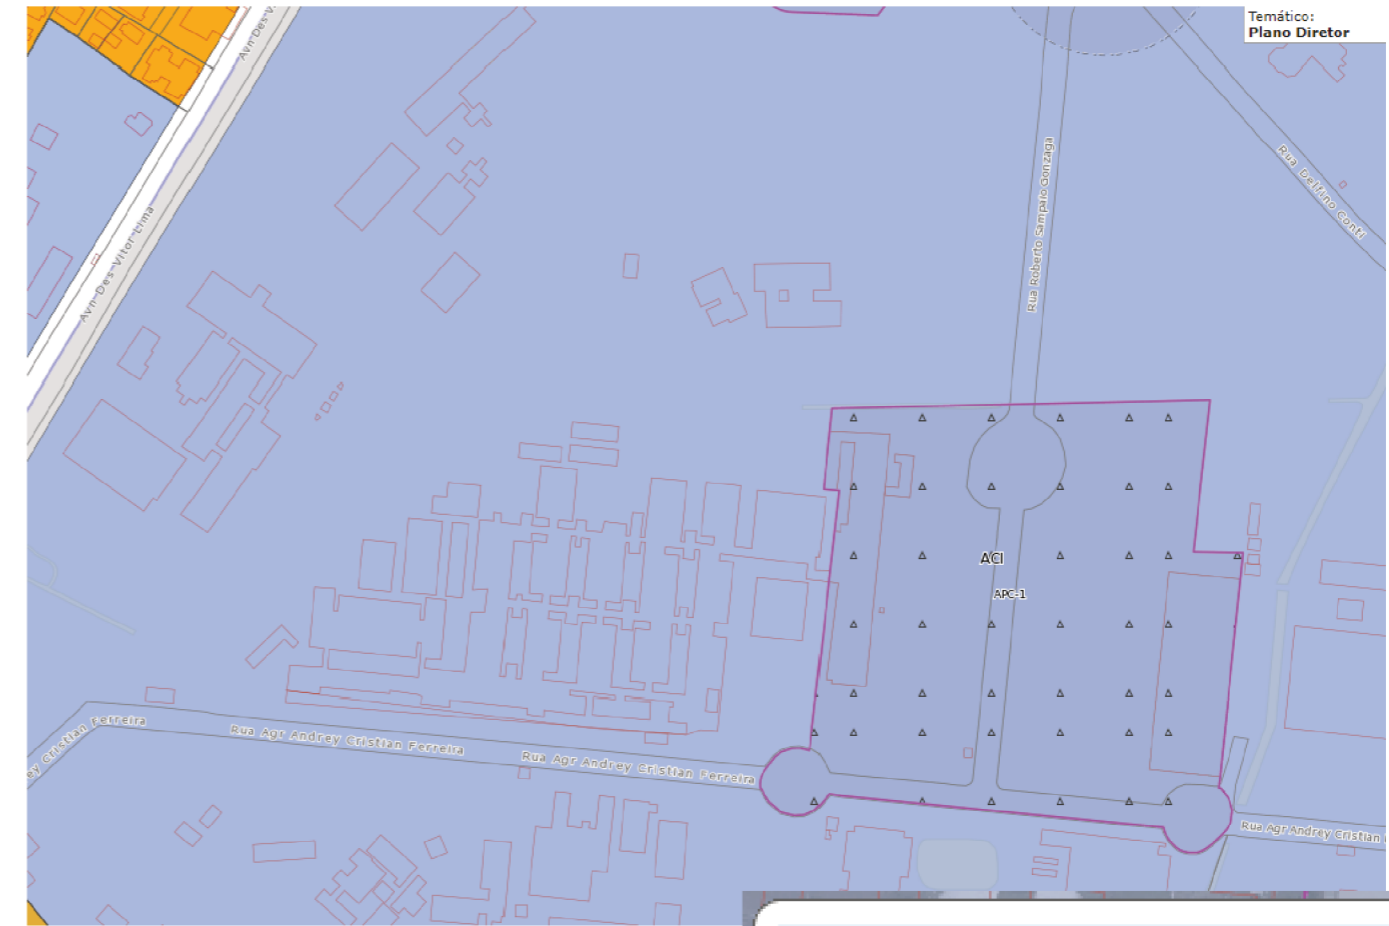 Temático:
Plano Diretor
Avn Des V
Avn Des Vitor Lima
Rua Roberto Sampaio Gonzaga
Rua Delfino Conti
ACI
APC-1
ey Cristian Ferreira
Rua Agr Andrey Cristian Ferreira
Rua Agr Andrey Cristian Ferreira
Rua Agr Andrey Cristian